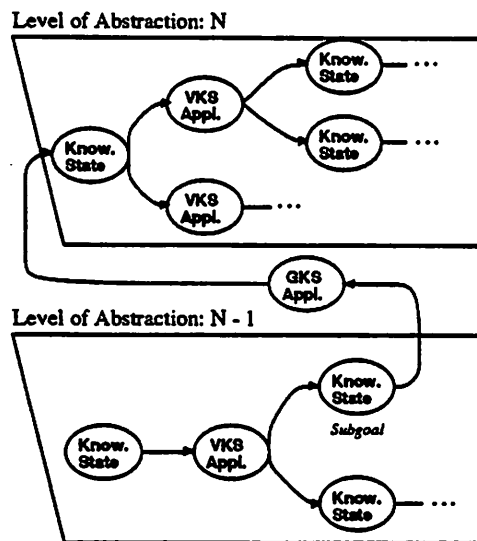 Level of Abstraction: N
Know.
State
...
VKS
Appl.
Know.
State
...
Know.
State
VKS
Appl.
...
GKS
Appl.
Level of Abstraction: N - 1
Know.
State
Subgoal
Know.
State
VKS
Appl.
Know.
State
...